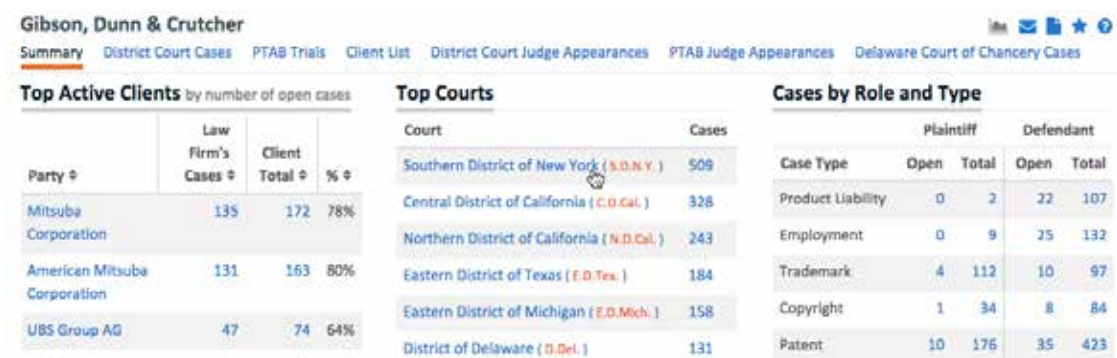 Gibson, Dunn & Crutcher
Summary District Court Cases PTAB Trials Client List District Court Judge Appearances PTAB Judge Appearances Delaware Court of Chancery Cases
Top Active Clients by number of open cases
Party Law Firm's Cases Client Total %
Mitsuba Corporation 135 172 78%
American Mitsuba Corporation 131 163 80%
UBS Group AG 47 74 64%
Top Courts
Court Cases
Southern District of New York ( S.D.N.Y. ) 509
Central District of California ( C.D.Cal. ) 328
Northern District of California ( N.D.Cal. ) 243
Eastern District of Texas ( E.D.Tex. ) 184
Eastern District of Michigan ( E.D.Mich. ) 158
District of Delaware ( D.Del. ) 131
Cases by Role and Type
Plaintiff Defendant
Case Type Open Total Open Total
Product Liability 0 2 22 107
Employment 0 9 25 132
Trademark 4 112 10 97
Copyright 1 34 8 84
Patent 10 176 35 423